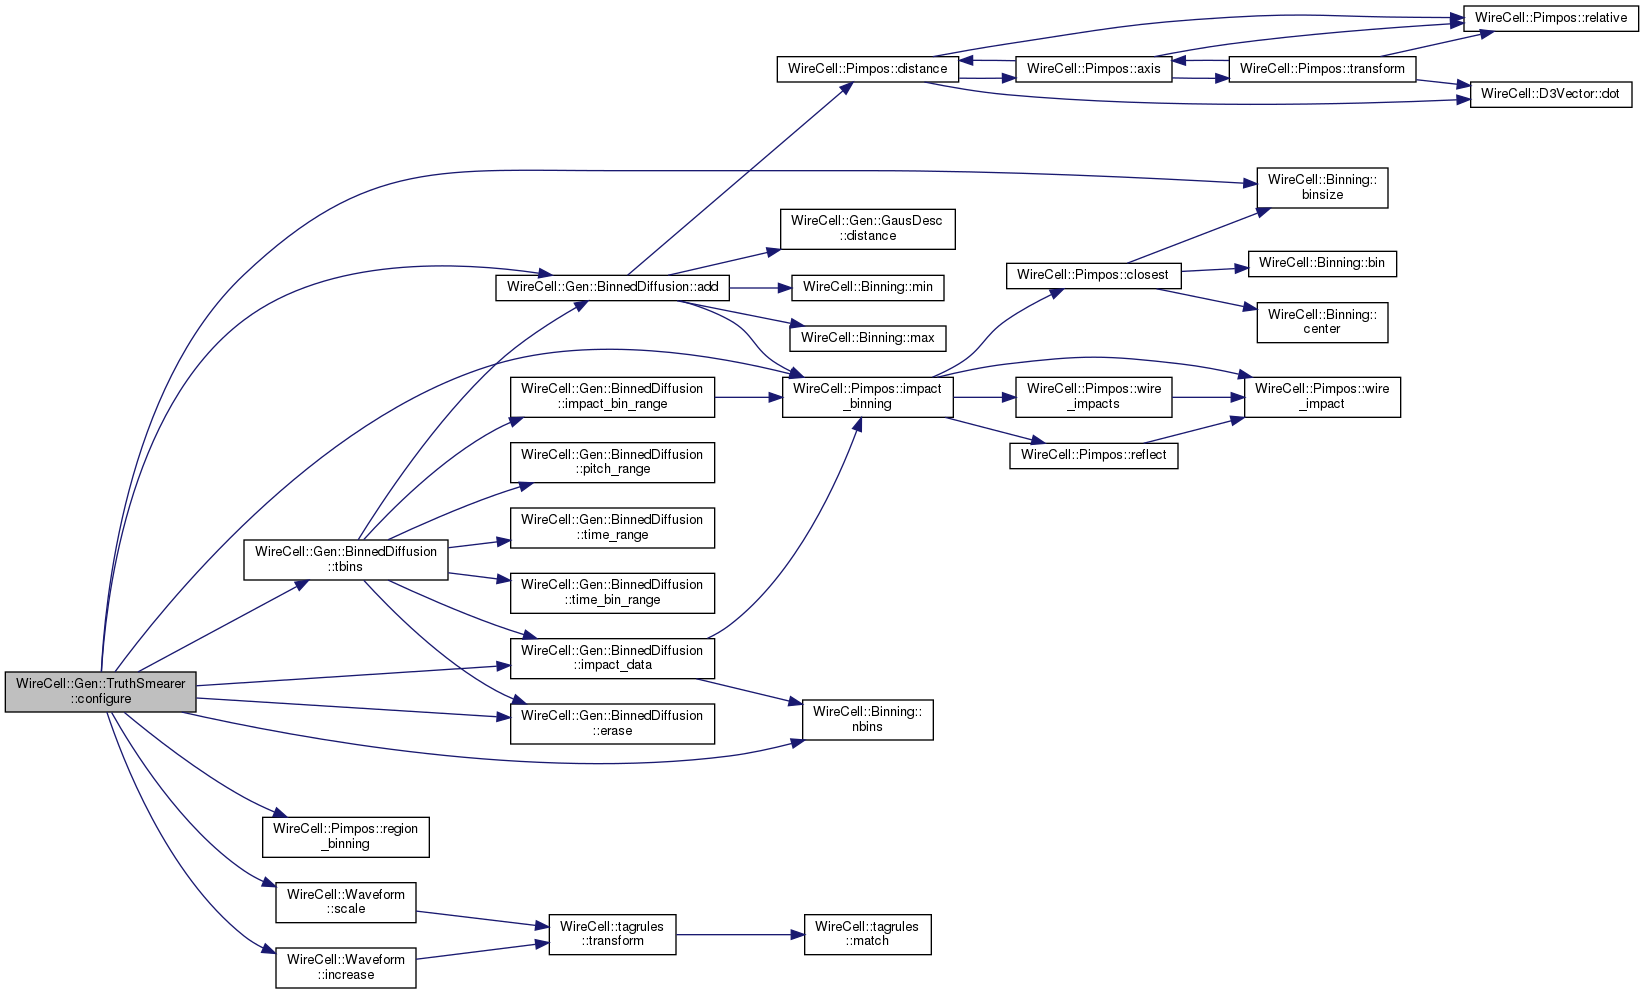 WireCell::Pimpos::relative
WireCell::Pimpos::distance
WireCell::Pimpos::axis
WireCell::Pimpos::transform
WireCell::D3Vector::dot
WireCell::Binning::
binsize
WireCell::Gen::GausDesc
::distance
WireCell::Pimpos::closest
WireCell::Binning::bin
WireCell::Gen::BinnedDiffusion::add
WireCell::Binning::min
WireCell::Binning::
center
WireCell::Binning::max
WireCell::Gen::BinnedDiffusion
::impact_bin_range
WireCell::Pimpos::impact
_binning
WireCell::Pimpos::wire
_impacts
WireCell::Pimpos::wire
_impact
WireCell::Gen::BinnedDiffusion
::pitch_range
WireCell::Pimpos::reflect
WireCell::Gen::BinnedDiffusion
::time_range
WireCell::Gen::BinnedDiffusion
::tbins
WireCell::Gen::BinnedDiffusion
::time_bin_range
WireCell::Gen::BinnedDiffusion
::impact_data
WireCell::Gen::TruthSmearer
::configure
WireCell::Gen::BinnedDiffusion
::erase
WireCell::Binning::
nbins
WireCell::Pimpos::region
_binning
WireCell::Waveform
::scale
WireCell::tagrules
::transform
WireCell::tagrules
::match
WireCell::Waveform
::increase